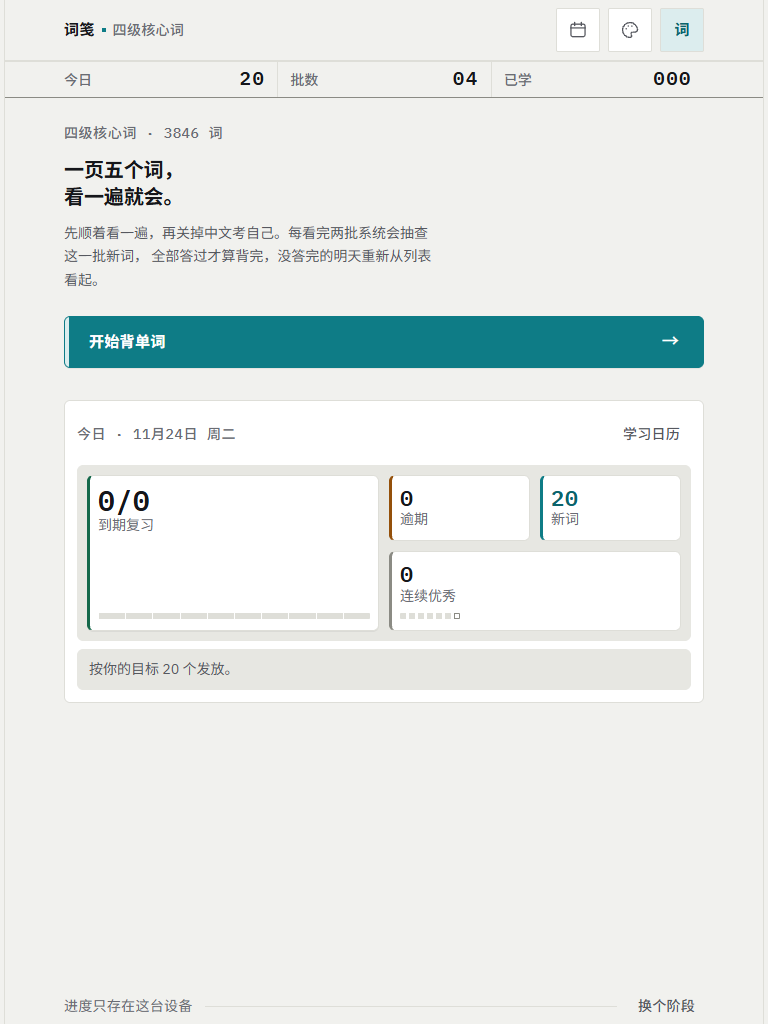 词笺 四级核心词
词
今日 20 批数 04 已学 000
四级核心词 · 3846 词
一页五个词，
看一遍就会。
先顺着看一遍，再关掉中文考自己。每看完两批系统会抽查
这一批新词， 全部答过才算背完，没答完的明天重新从列表
看起。
开始背单词 →
今日 · 11月24日 周二 学习日历
0/0
到期复习
0
逾期
20
新词
0
连续优秀
按你的目标 20 个发放。
进度只存在这台设备 换个阶段